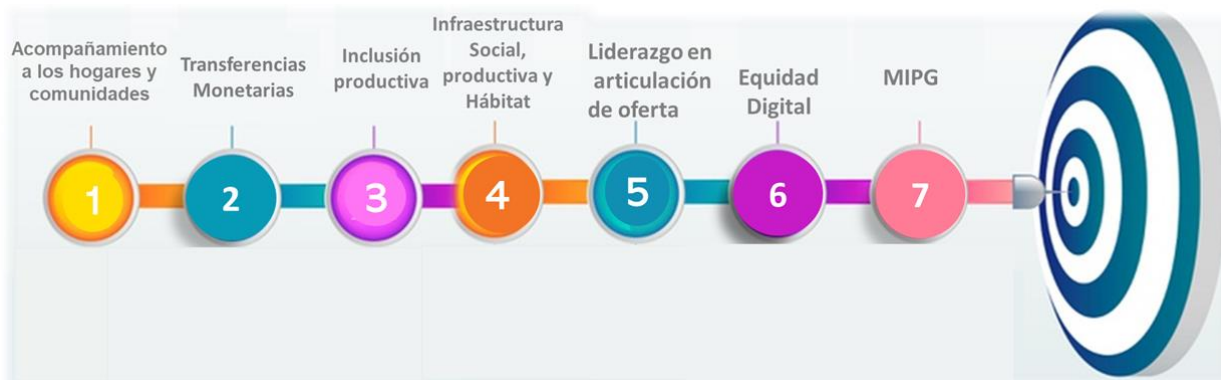 Acompañamiento
a los hogares y
comunidades
Transferencias
Monetarias
Inclusión
productiva
Infraestructura
Social,
productiva y
Hábitat
Liderazgo en
articulación
de oferta
Equidad
Digital
MIPG
1
2
3
4
5
6
7